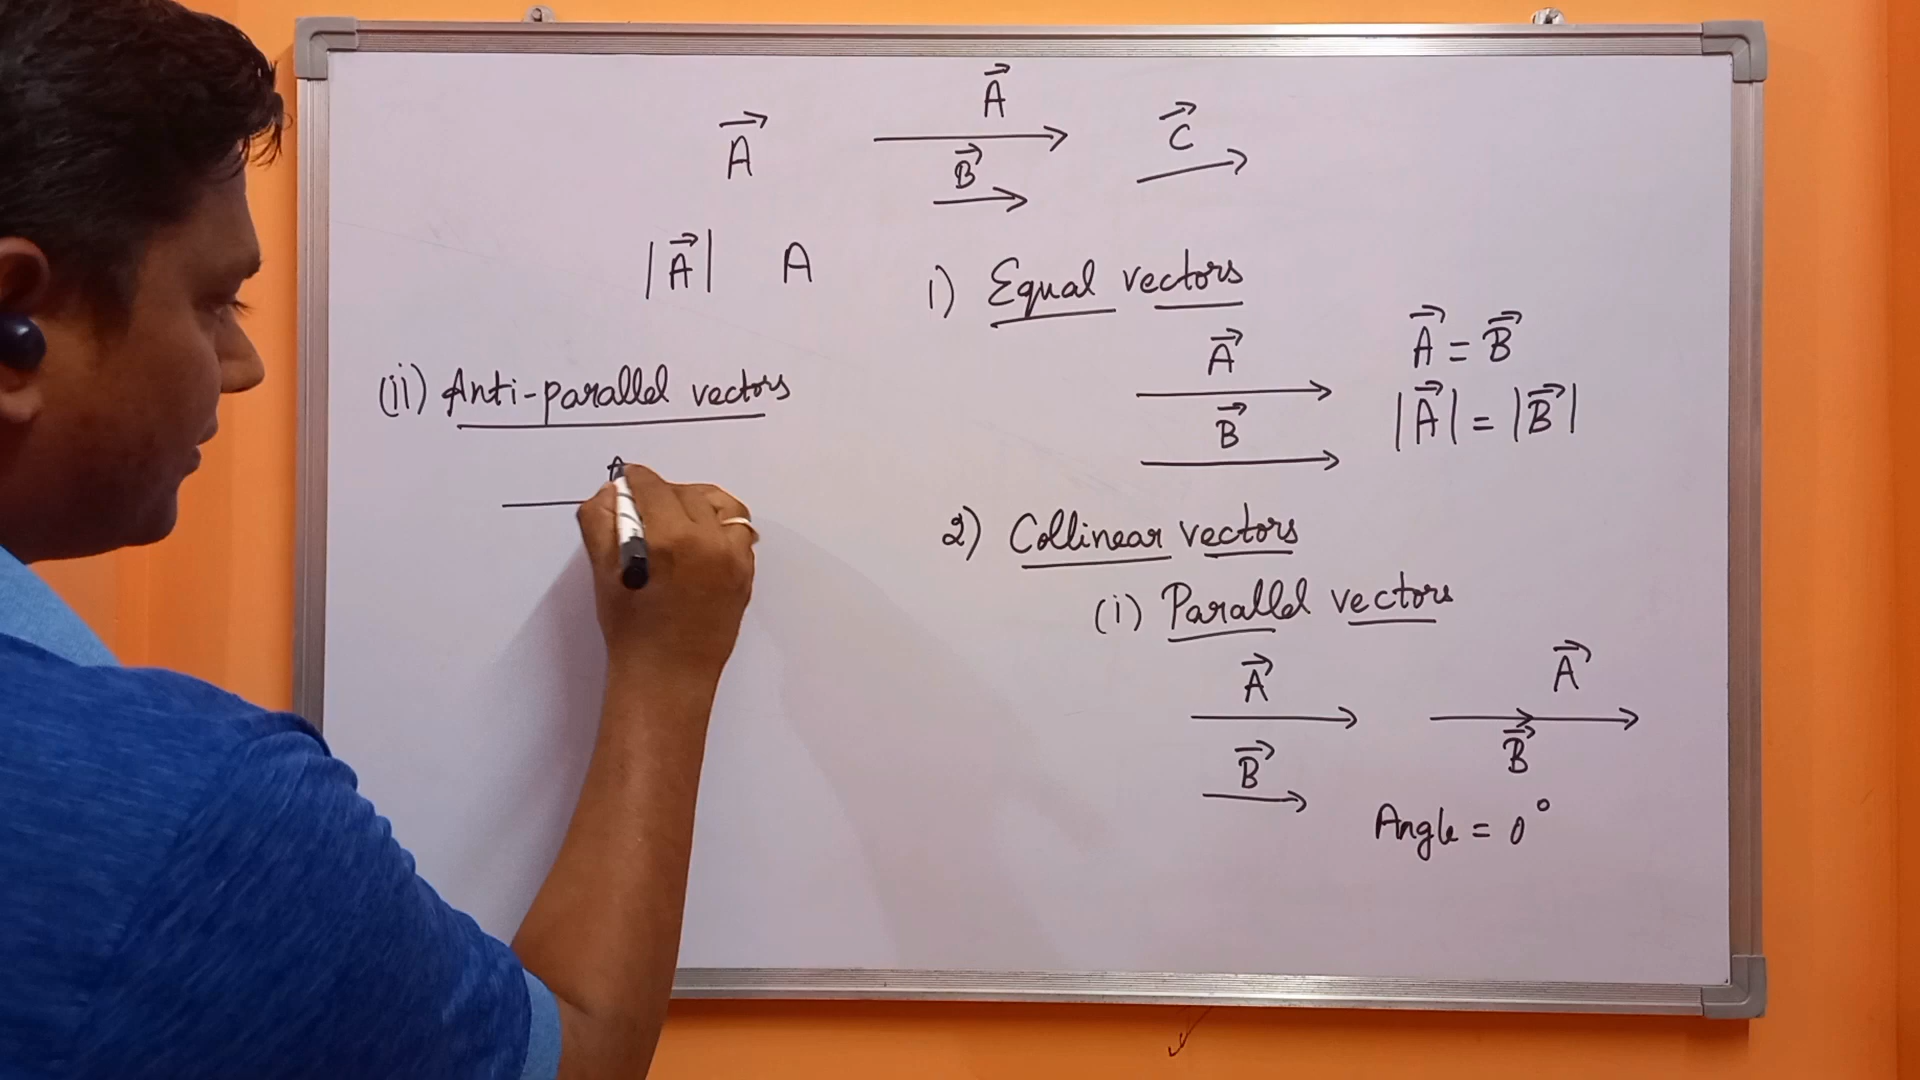 A⃗ A⃗ C⃗
B⃗
|A⃗| A
1) Equal vectors
A⃗ A⃗ = B⃗
B⃗ |A⃗| = |B⃗|
2) Collinear vectors
(i) Parallel vectors
A⃗ A⃗
B⃗ B⃗
Angle = 0°
(ii) Anti-parallel vectors
A